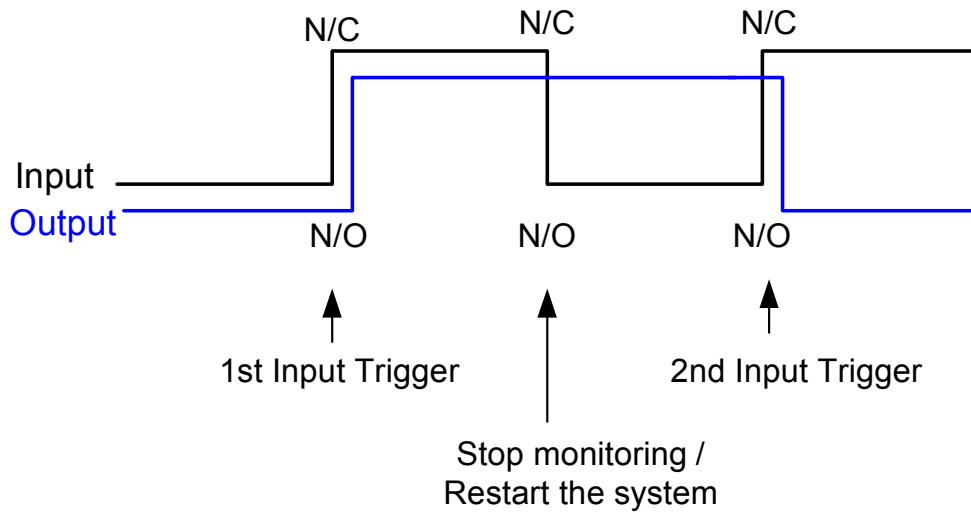 N/C N/C N/C
Input
Output
N/O N/O N/O
1st Input Trigger 2nd Input Trigger
Stop monitoring /
Restart the system